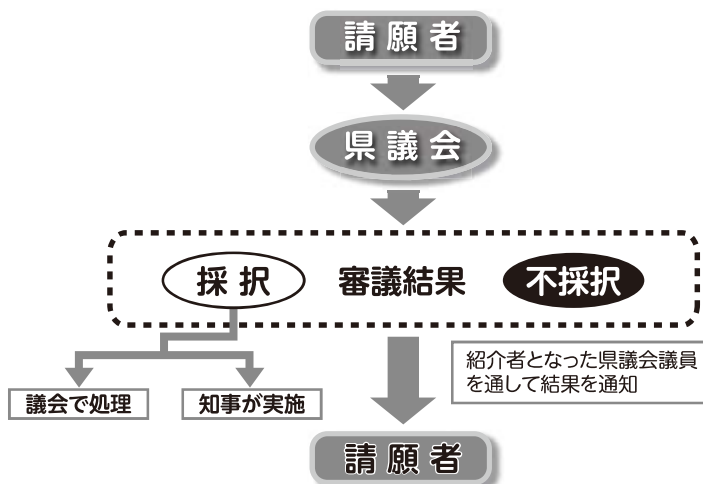 請願者
県議会
採択 審議結果 不採択
紹介者となった県議会議員
を通して結果を通知
議会で処理 知事が実施
請願者